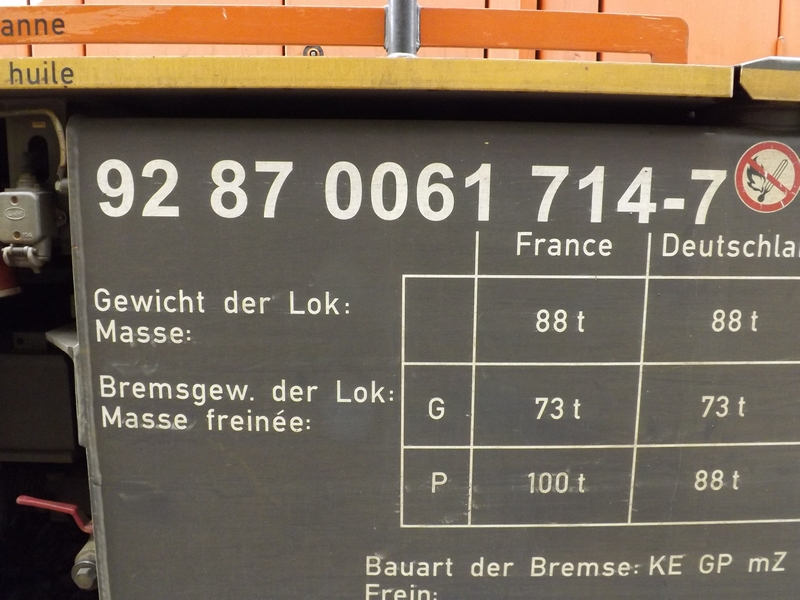 anne
huile
92 87 0061 714-7
France Deutschla
Gewicht der Lok:
Masse:
88 t 88 t
Bremsgew. der Lok:
Masse freinée:
G 73 t 73 t
P 100 t 88 t
Bauart der Bremse: KE GP mZ
Frein: